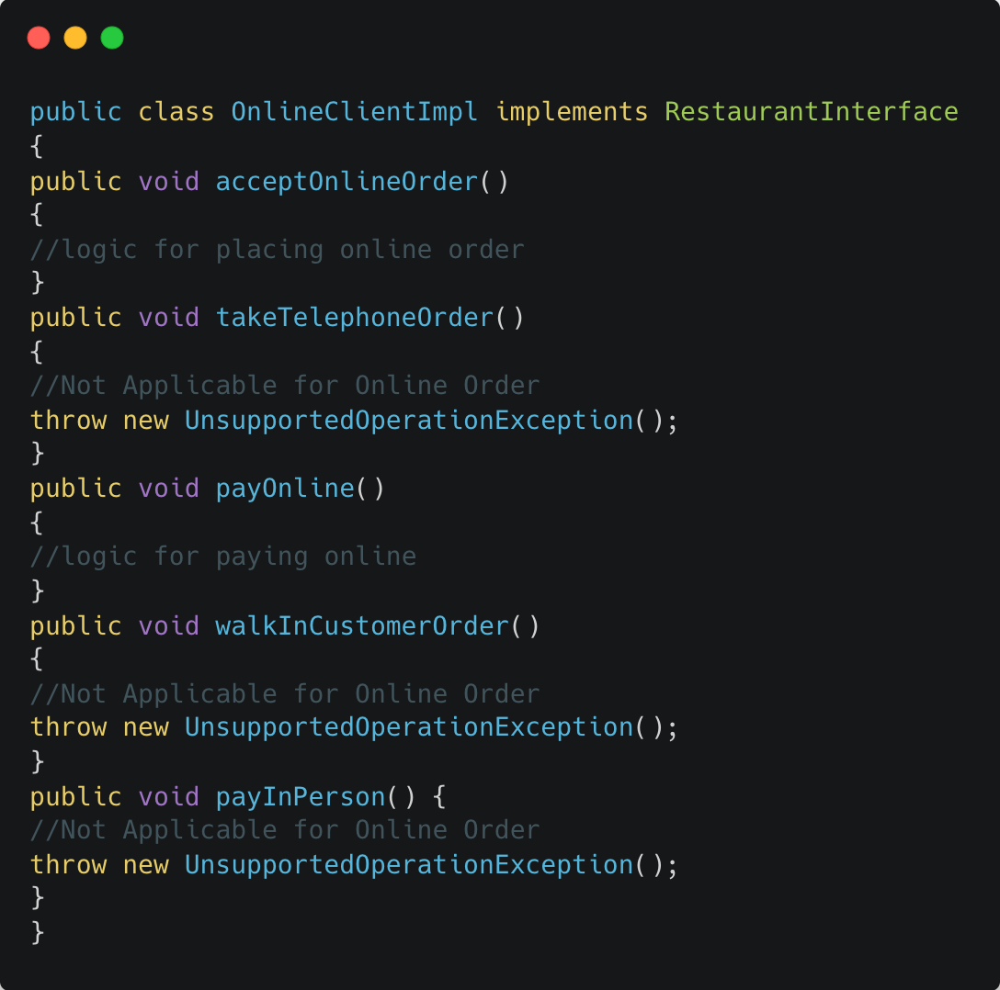 public class OnlineClientImpl implements RestaurantInterface
{
public void acceptOnlineOrder()
{
//logic for placing online order
}
public void takeTelephoneOrder()
{
//Not Applicable for Online Order
throw new UnsupportedOperationException();
}
public void payOnline()
{
//logic for paying online
}
public void walkInCustomerOrder()
{
//Not Applicable for Online Order
throw new UnsupportedOperationException();
}
public void payInPerson() {
//Not Applicable for Online Order
throw new UnsupportedOperationException();
}
}